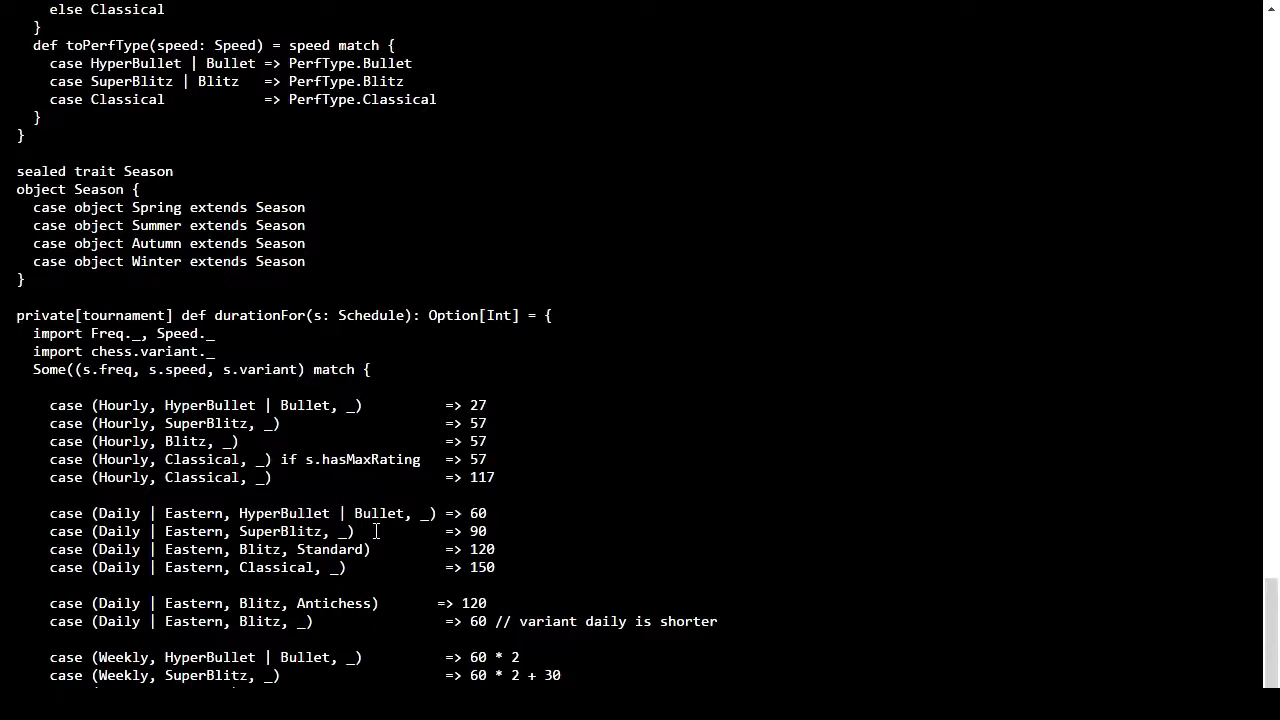 else Classical
  }
  def toPerfType(speed: Speed) = speed match {
    case HyperBullet | Bullet => PerfType.Bullet
    case SuperBlitz | Blitz   => PerfType.Blitz
    case Classical            => PerfType.Classical
  }
}

sealed trait Season
object Season {
  case object Spring extends Season
  case object Summer extends Season
  case object Autumn extends Season
  case object Winter extends Season
}

private[tournament] def durationFor(s: Schedule): Option[Int] = {
  import Freq._, Speed._
  import chess.variant._
  Some((s.freq, s.speed, s.variant) match {

    case (Hourly, HyperBullet | Bullet, _)          => 27
    case (Hourly, SuperBlitz, _)                    => 57
    case (Hourly, Blitz, _)                         => 57
    case (Hourly, Classical, _) if s.hasMaxRating   => 57
    case (Hourly, Classical, _)                     => 117

    case (Daily | Eastern, HyperBullet | Bullet, _) => 60
    case (Daily | Eastern, SuperBlitz, _)           => 90
    case (Daily | Eastern, Blitz, Standard)         => 120
    case (Daily | Eastern, Classical, _)            => 150

    case (Daily | Eastern, Blitz, Antichess)       => 120
    case (Daily | Eastern, Blitz, _)                => 60 // variant daily is shorter

    case (Weekly, HyperBullet | Bullet, _)          => 60 * 2
    case (Weekly, SuperBlitz, _)                    => 60 * 2 + 30